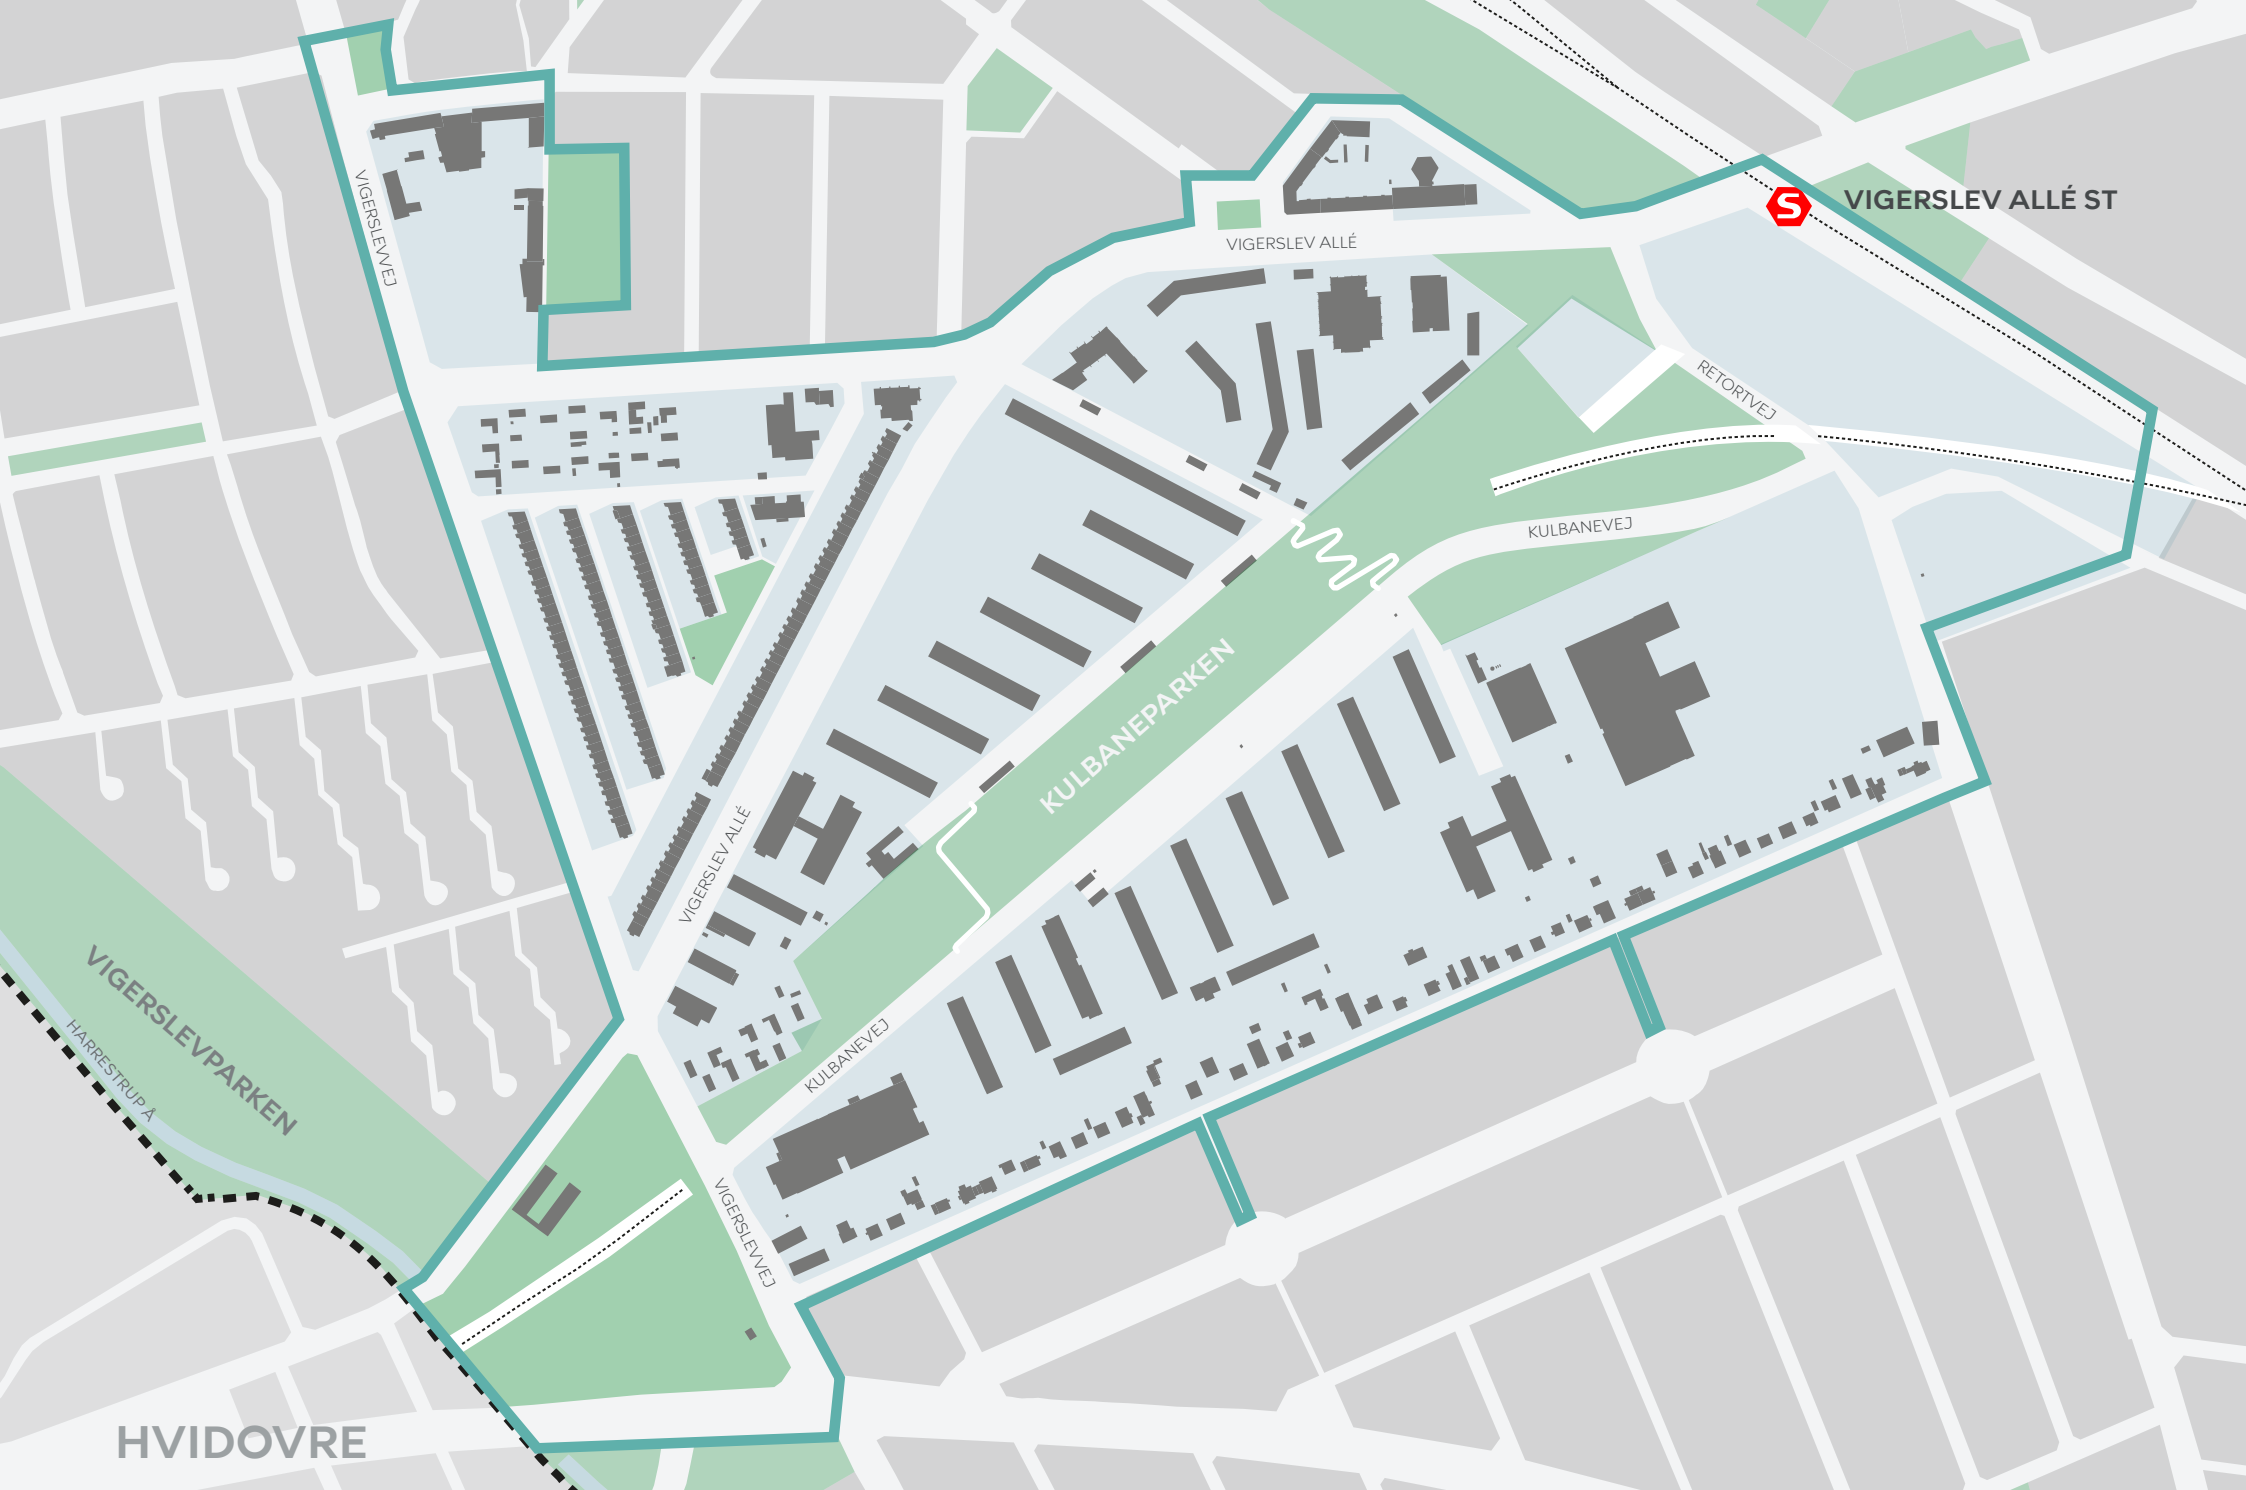 VIGERSLEVVEJ
VIGERSLEV ALLÉ
S
VIGERSLEV ALLÉ ST
RETORTVEJ
KULBANEVEJ
KULBANEPARKEN
VIGERSLEV ALLÉ
VIGERSLEVPARKEN
HARRESTRUP Å
KULBANEVEJ
VIGERSLEVVEJ
HVIDOVRE